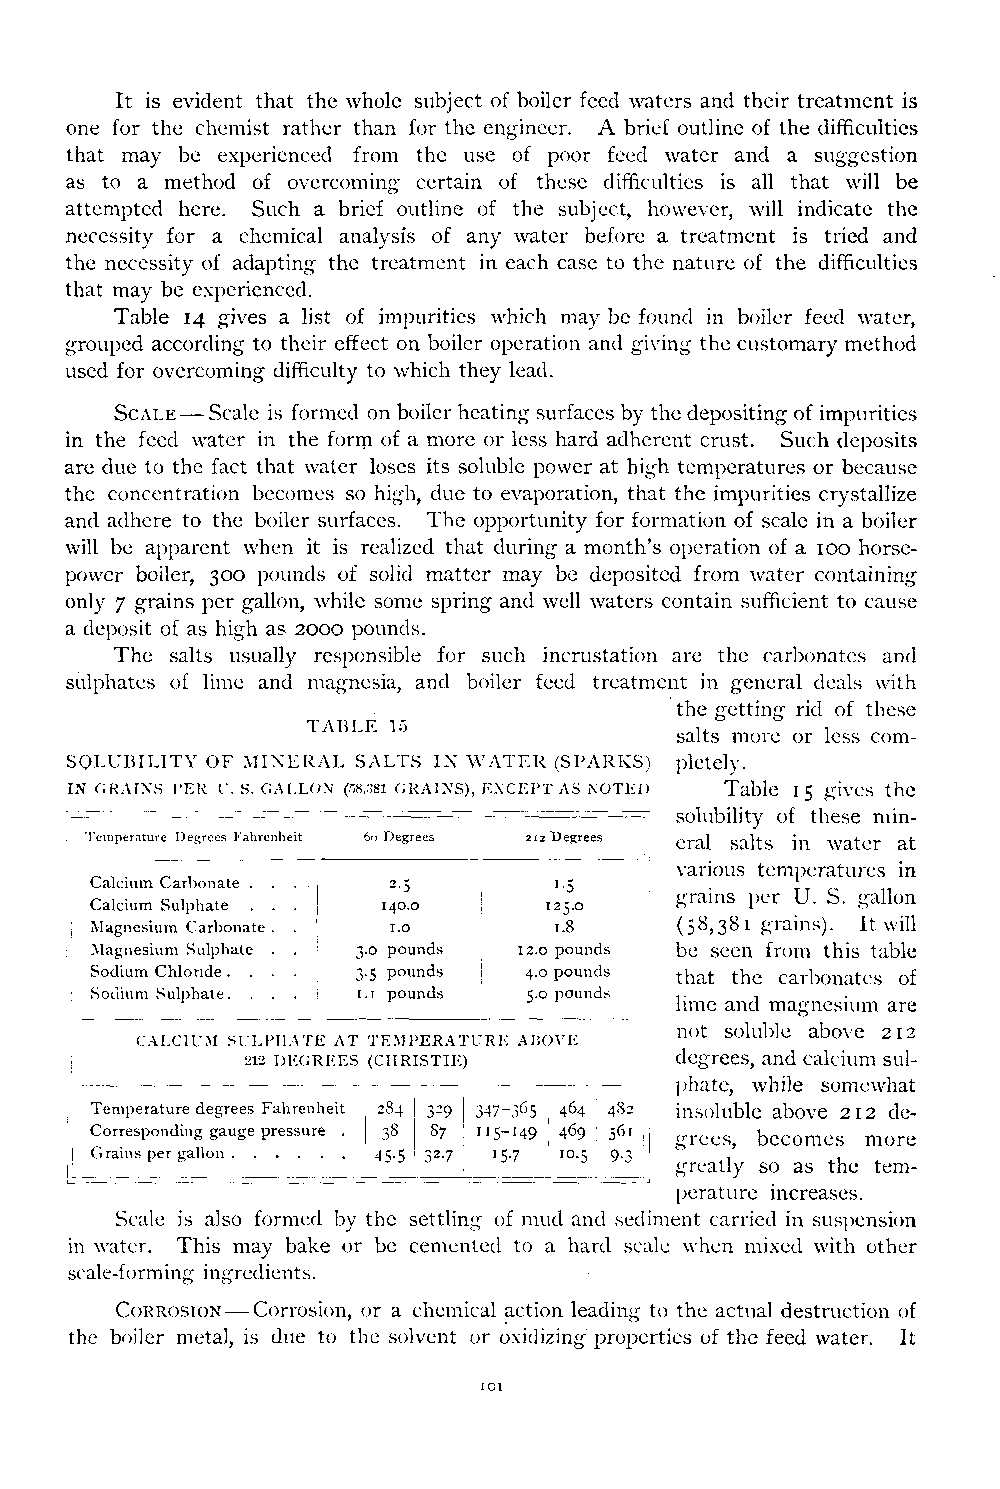 It is evident that the whole subject of boiler feed waters and their treatment is
one for the chemist rather than for the engineer. A brief outline of the difficulties
that may be experienced from the use of poor feed water and a suggestion
as to a method of overcoming certain of these difficulties is all that will be
attempted here. Such a brief outline of the subject, however, will indicate the
necessity for a chemical analysis of any water before a treatment is tried and
the necessity of adapting the treatment in each case to the nature of the difficulties
that may be experienced.
Table 14 gives a list of impurities which may be found in boiler feed water,
grouped according to their effect on boiler operation and giving the customary method
used for overcoming difficulty to which they lead.
SCALE—Scale is formed on boiler heating surfaces by the depositing of impurities
in the feed water in the form of a more or less hard adherent crust. Such deposits
are due to the fact that water loses its soluble power at high temperatures or because
the concentration becomes so high, due to evaporation, that the impurities crystallize
and adhere to the boiler surfaces. The opportunity for formation of scale in a boiler
will be apparent when it is realized that during a month's operation of a 100 horse-
power boiler, 300 pounds of solid matter may be deposited from water containing
only 7 grains per gallon, while some spring and well waters contain sufficient to cause
a deposit of as high as 2000 pounds.
The salts usually responsible for such incrustation are the carbonates and
sulphates of lime and magnesia, and boiler feed treatment in general deals with
the getting rid of these
salts more or less com-
pletely.
TABLE 15
SOLUBILITY OF MINERAL SALTS IN WATER (SPARKS)
IN GRAINS PER U. S. GALLON (58,381 GRAINS), EXCEPT AS NOTED
Temperature Degrees Fahrenheit 60 Degrees 212 Degrees
Calcium Carbonate . . . . 2.5 1.5
Calcium Sulphate . . . 140.0 125.0
Magnesium Carbonate . . 1.0 1.8
Magnesium Sulphate . . 3.0 pounds 12.0 pounds
Sodium Chloride . . . . 3.5 pounds 4.0 pounds
Sodium Sulphate . . . . 1.1 pounds 5.0 pounds
CALCIUM SULPHATE AT TEMPERATURE ABOVE
212 DEGREES (CHRISTIE)
Temperature degrees Fahrenheit 284 329 347-365 464 482
Corresponding gauge pressure . 38 87 115-149 469 561
Grains per gallon . . . . . . 45.5 32.7 15.7 10.5 9.3
Table 15 gives the
solubility of these min-
eral salts in water at
various temperatures in
grains per U. S. gallon
(58,381 grains). It will
be seen from this table
that the carbonates of
lime and magnesium are
not soluble above 212
degrees, and calcium sul-
phate, while somewhat
insoluble above 212 de-
grees, becomes more
greatly so as the tem-
perature increases.
Scale is also formed by the settling of mud and sediment carried in suspension
in water. This may bake or be cemented to a hard scale when mixed with other
scale-forming ingredients.
CORROSION—Corrosion, or a chemical action leading to the actual destruction of
the boiler metal, is due to the solvent or oxidizing properties of the feed water. It
101